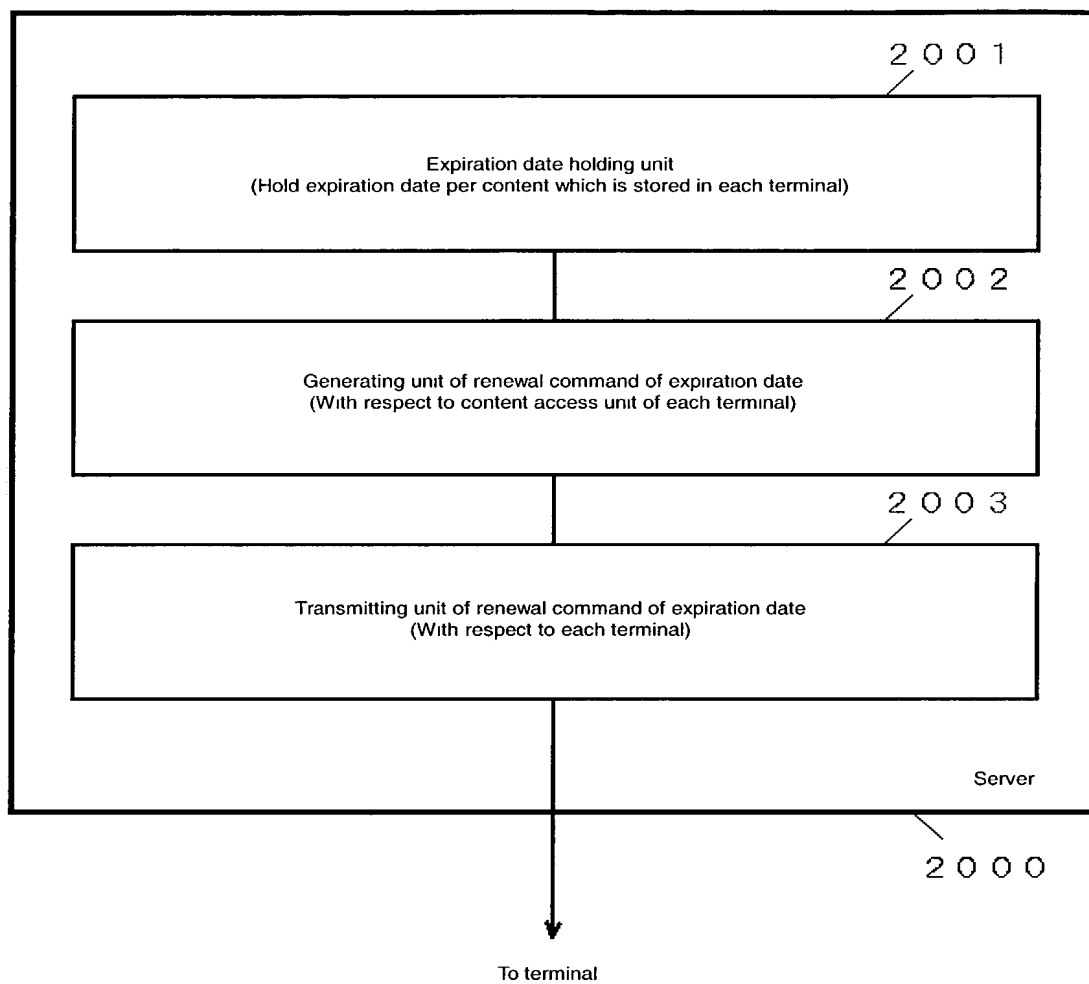 2001
Expiration date holding unit
(Hold expiration date per content which is stored in each terminal)
2002
Generating unit of renewal command of expiration date
(With respect to content access unit of each terminal)
2003
Transmitting unit of renewal command of expiration date
(With respect to each terminal)
Server
2000
To terminal